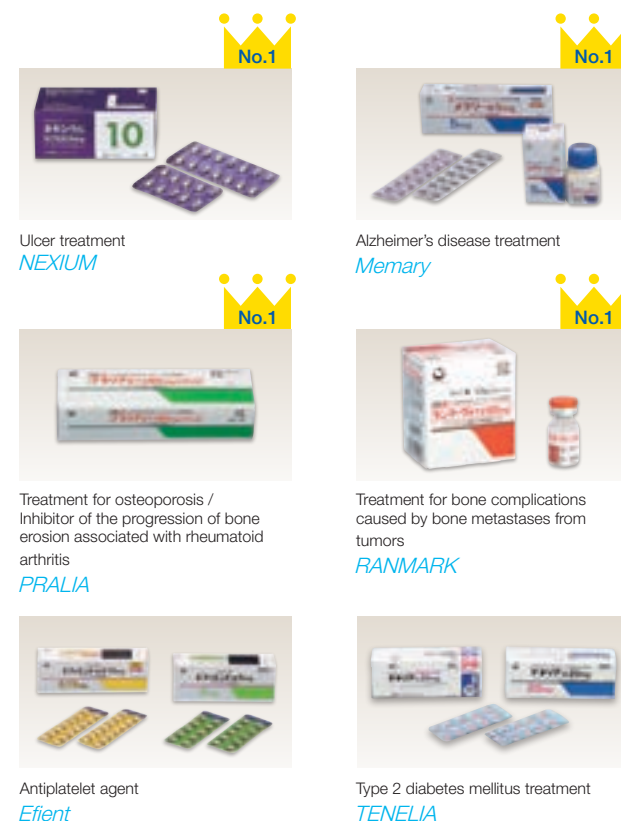 No.1
No.1
10
Ulcer treatment
NEXIUM
Alzheimer's disease treatment
Memary
No.1
No.1
Treatment for osteoporosis /
Inhibitor of the progression of bone
erosion associated with rheumatoid
arthritis
PRALIA
Treatment for bone complications
caused by bone metastases from
tumors
RANMARK
Antiplatelet agent
Efient
Type 2 diabetes mellitus treatment
TENELIA